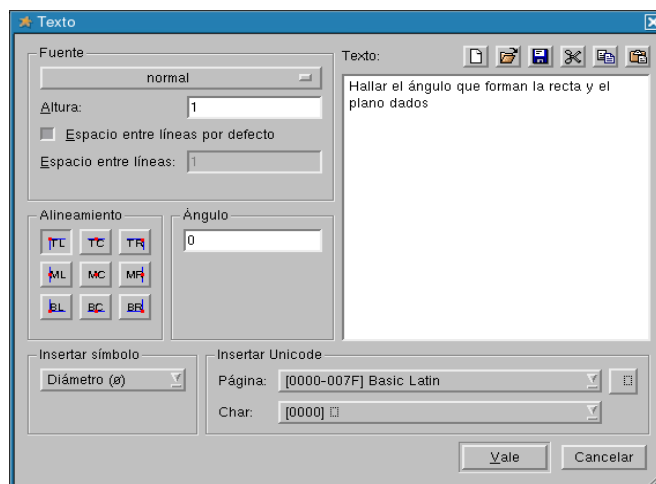 Texto
Fuente
normal
Altura:
1
Espacio entre líneas por defecto
Espacio entre líneas:
1
Texto:
Hallar el ángulo que forman la recta y el
plano dados
Alineamiento
TL TC TR
ML MC MR
BL BC BR
Ángulo
0
Insertar símbolo
Diámetro (ø)
Insertar Unicode
Página:
[0000-007F] Basic Latin
Char:
[0000] □
Vale
Cancelar